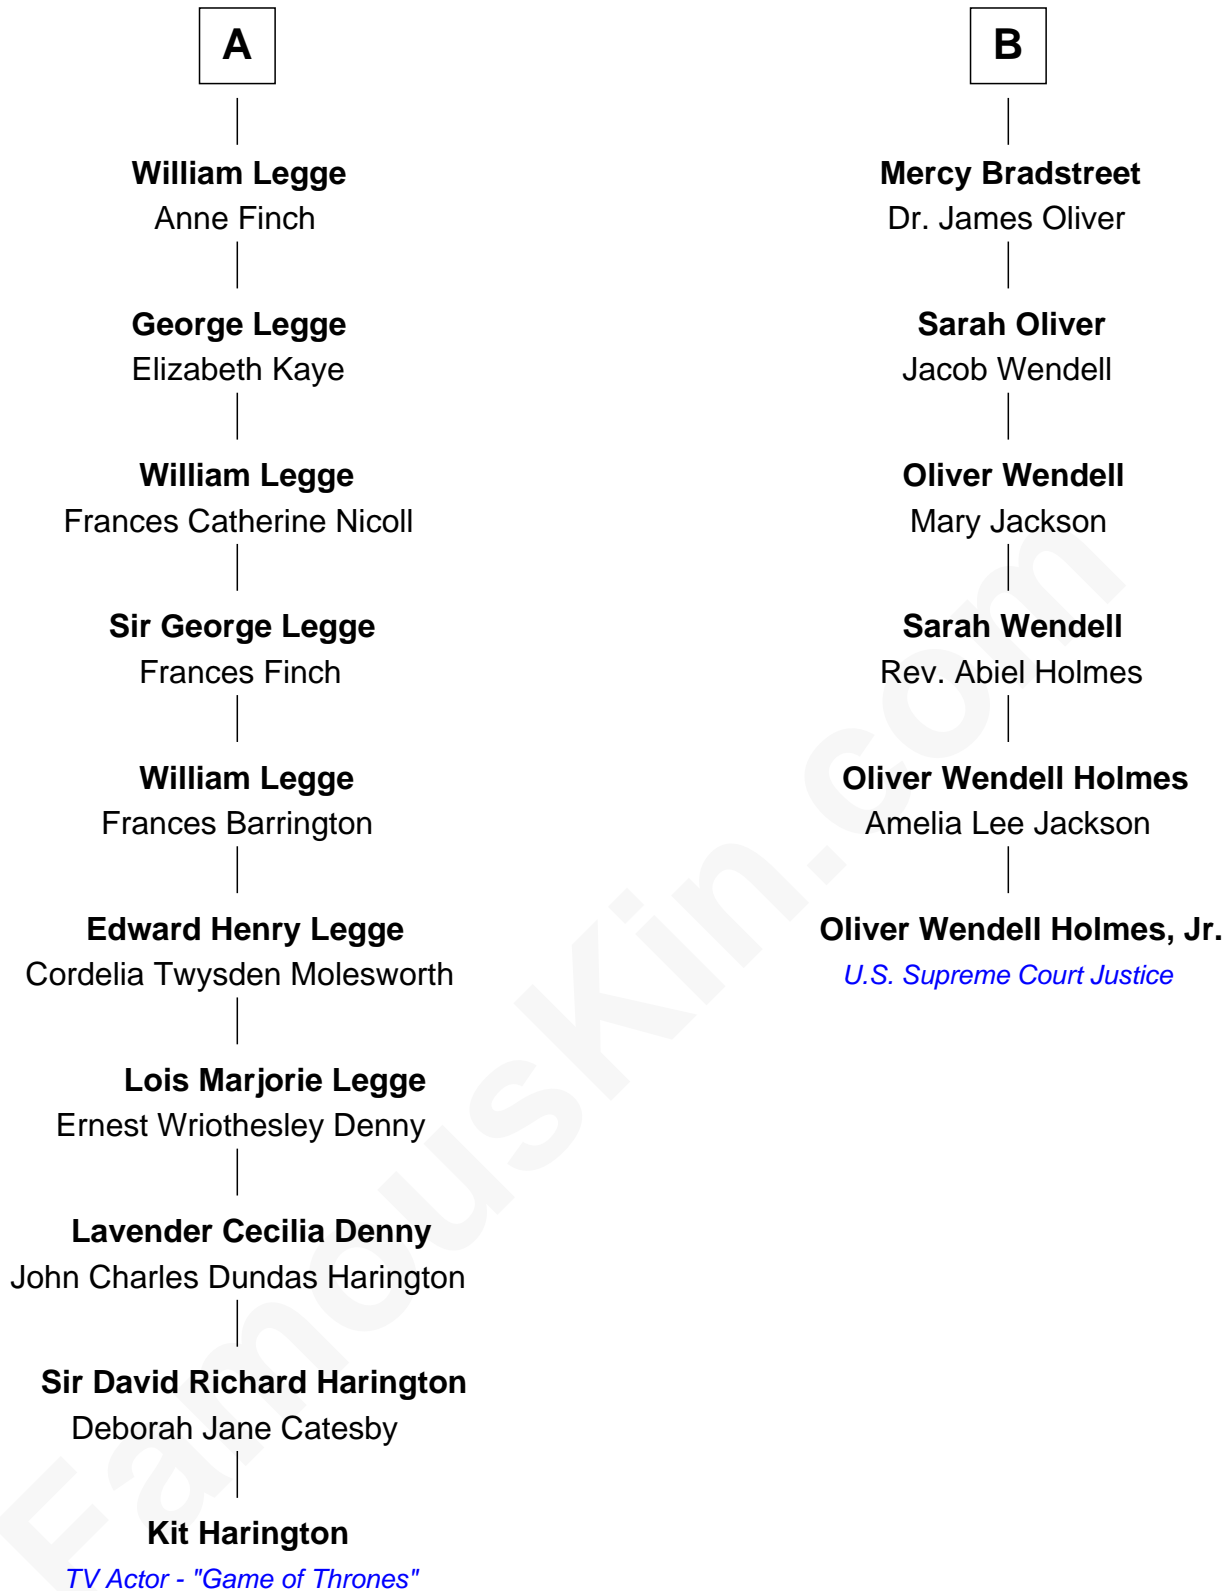 A
William Legge
Anne Finch
George Legge
Elizabeth Kaye
William Legge
Frances Catherine Nicoll
Sir George Legge
Frances Finch
William Legge
Frances Barrington
Edward Henry Legge
Cordelia Twysden Molesworth
Lois Marjorie Legge
Ernest Wriothesley Denny
Lavender Cecilia Denny
John Charles Dundas Harington
Sir David Richard Harington
Deborah Jane Catesby
Kit Harington
TV Actor - "Game of Thrones"
B
Mercy Bradstreet
Dr. James Oliver
Sarah Oliver
Jacob Wendell
Oliver Wendell
Mary Jackson
Sarah Wendell
Rev. Abiel Holmes
Oliver Wendell Holmes
Amelia Lee Jackson
Oliver Wendell Holmes, Jr.
U.S. Supreme Court Justice
FamousKin.com